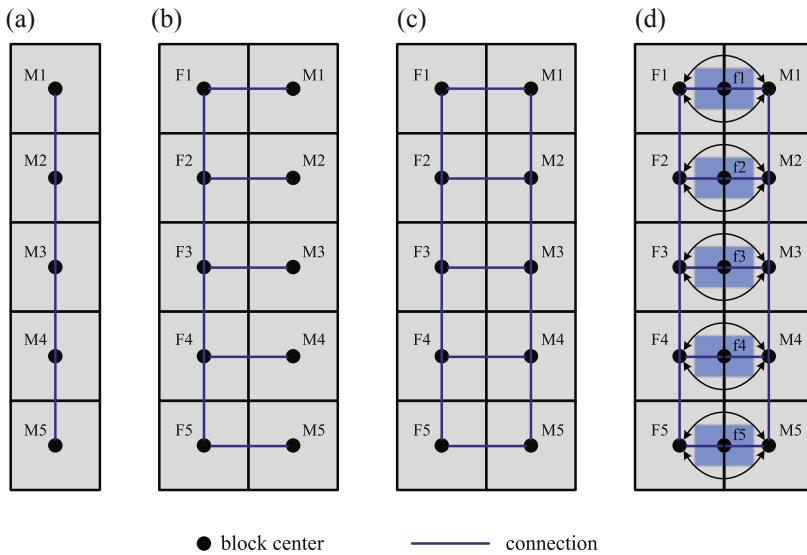 (a) (b) (c) (d)
M1 F1 M1 F1 M1 F1 f1 M1
M2 F2 M2 F2 M2 F2 f2 M2
M3 F3 M3 F3 M3 F3 f3 M3
M4 F4 M4 F4 M4 F4 f4 M4
M5 F5 M5 F5 M5 F5 f5 M5
block center connection